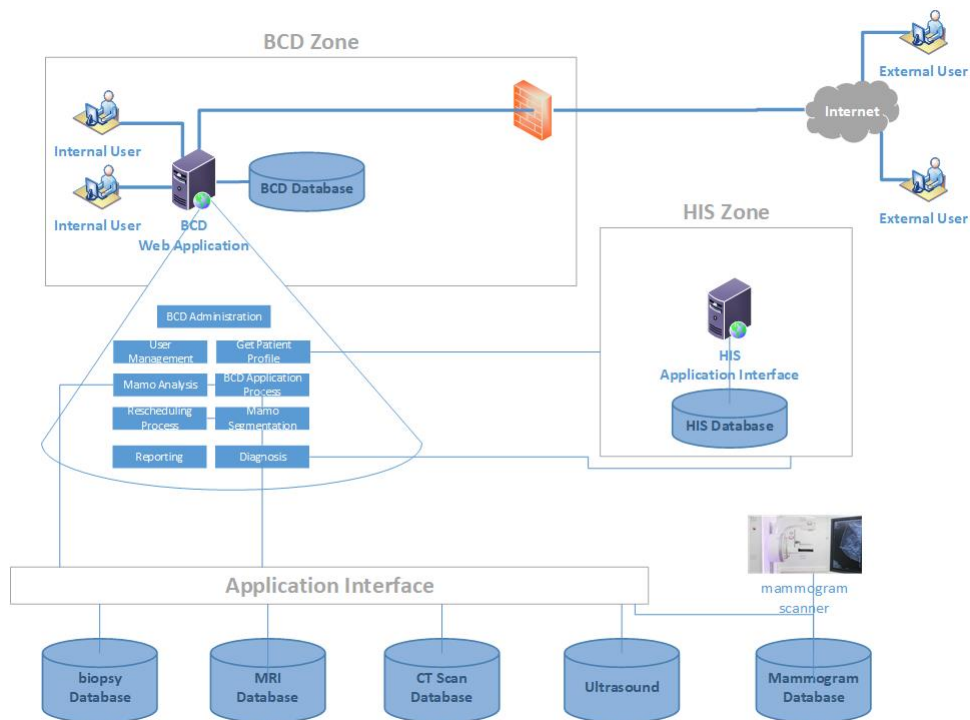 BCD Zone
External User
Internet
Internal User
BCD Database
Internal User
BCD
Web Application
External User
HIS Zone
BCD Administration
User
Management
Get Patient
Profile
HIS
Application Interface
Mamo Analysis
BCD Application
Process
Rescheduling
Process
Mamo
Segmentation
HIS Database
Reporting
Diagnosis
Application Interface
mammogram
scanner
biopsy
Database
MRI
Database
CT Scan
Database
Ultrasound
Mammogram
Database